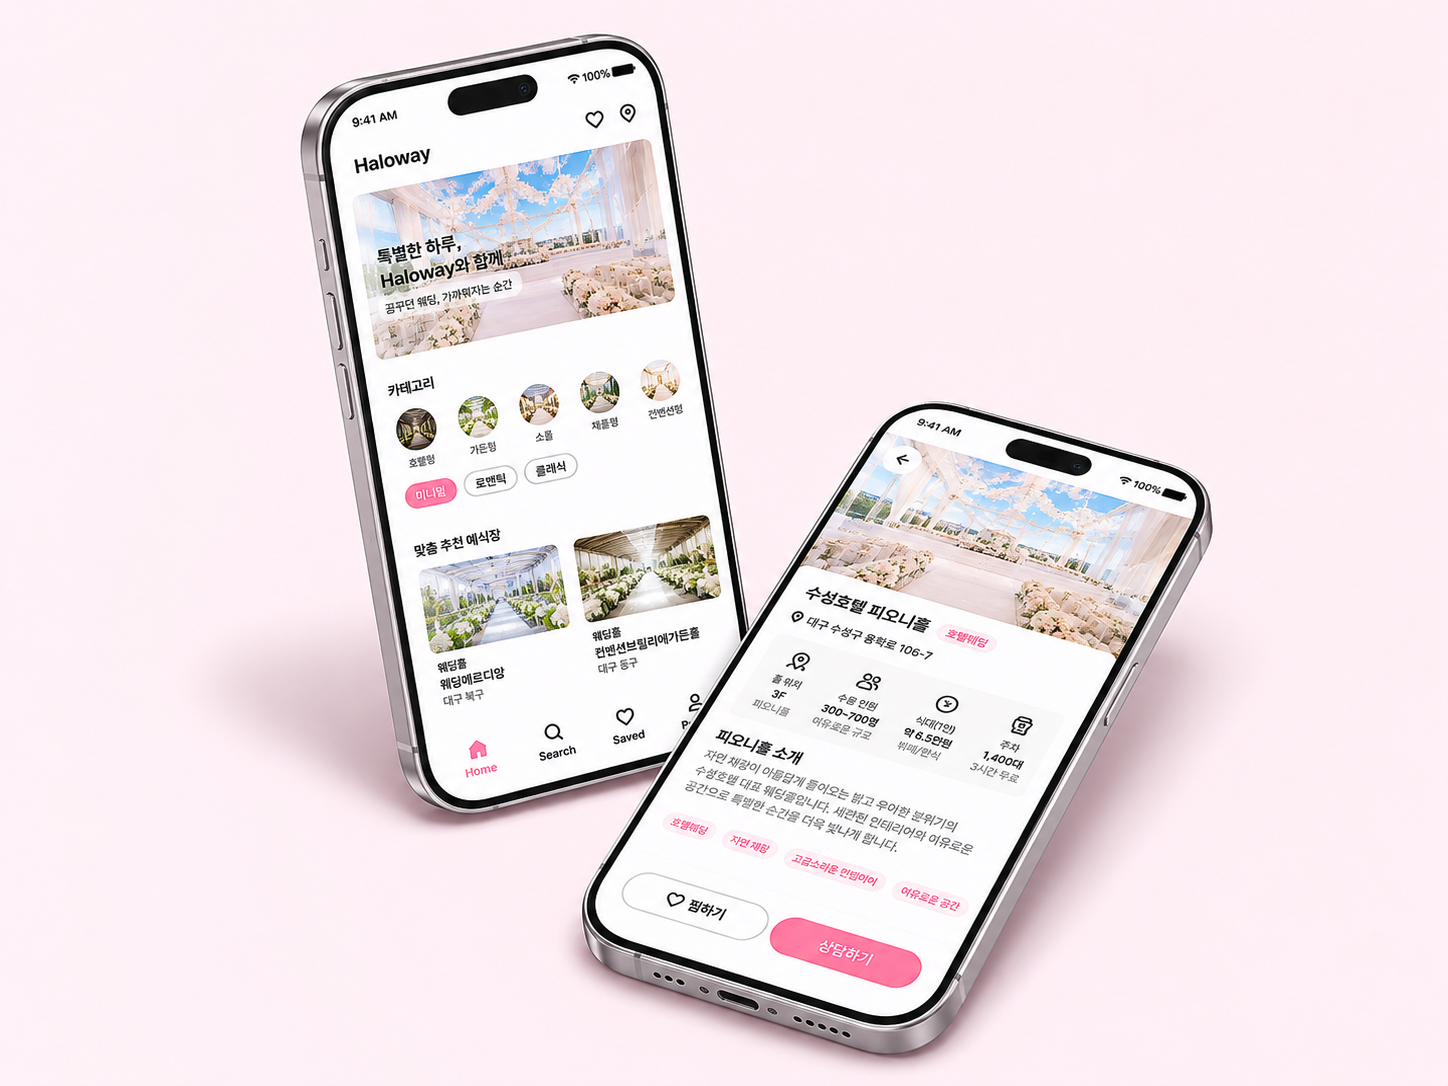 9:41 AM
100%
Haloway
특별한 하루,
Haloway와 함께
꿈꾸던 웨딩, 가까워지는 순간
카테고리
호텔형
가든형
소몰
채플형
컨벤션형
미니멀
로맨틱
클래식
맞춤 추천 예식장
웨딩홀
웨딩에르디앙
대구 북구
웨딩홀
컨벤션브릴리에가든홀
대구 동구
Home
Search
Saved
9:41 AM
100%
수성호텔 피오니홀
호텔웨딩
대구 수성구 용학로 106-7
홀 위치
3F
피오니홀
수용 인원
300~700명
여유로운 규모
식대(1인)
약 6.5만원
뷔페/한식
주차
1,400대
3시간 무료
피오니홀 소개
자연 채광이 아름답게 들어오는 밝고 우아한 분위기의
수성호텔 대표 웨딩홀입니다. 세련된 인테리어와 여유로운
공간으로 특별한 순간을 더욱 빛나게 합니다.
호텔웨딩
자연 채광
고급스러운
여유로운 공간
찜하기
상담하기